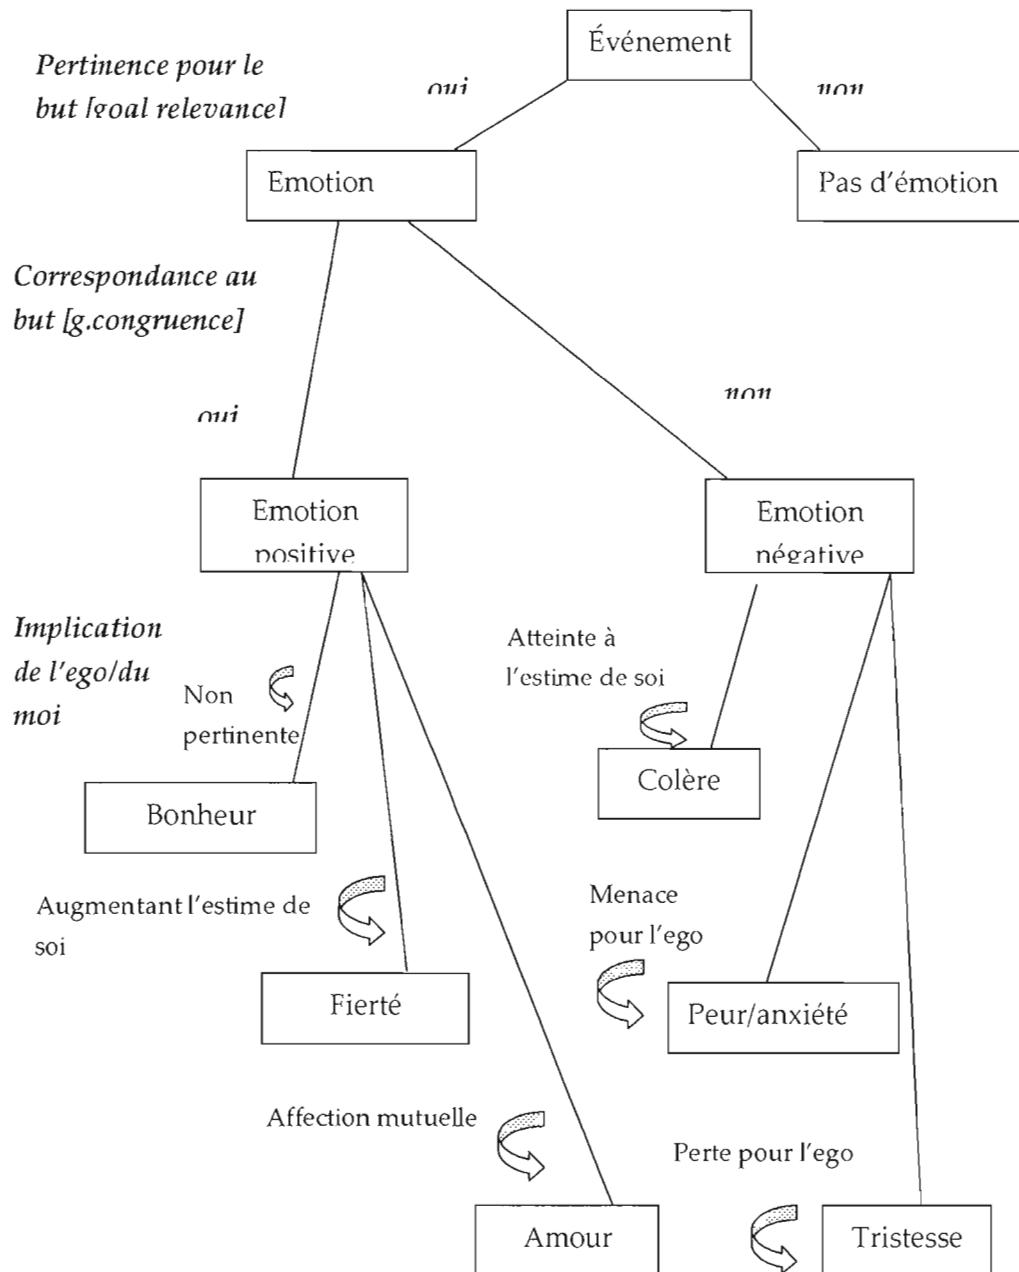 Événement
Pertinence pour le
but [goal relevance]
oui
non
Emotion
Pas d'émotion
Correspondance au
but [g.congruence]
oui
non
Emotion
positive
Emotion
négative
Implication
de l'ego/du
moi
Non
pertinente
Atteinte à
l'estime de soi
Bonheur
Colère
Augmentant l'estime de
soi
Menace
pour l'ego
Fierté
Peur/anxiété
Affection mutuelle
Perte pour l'ego
Amour
Tristesse